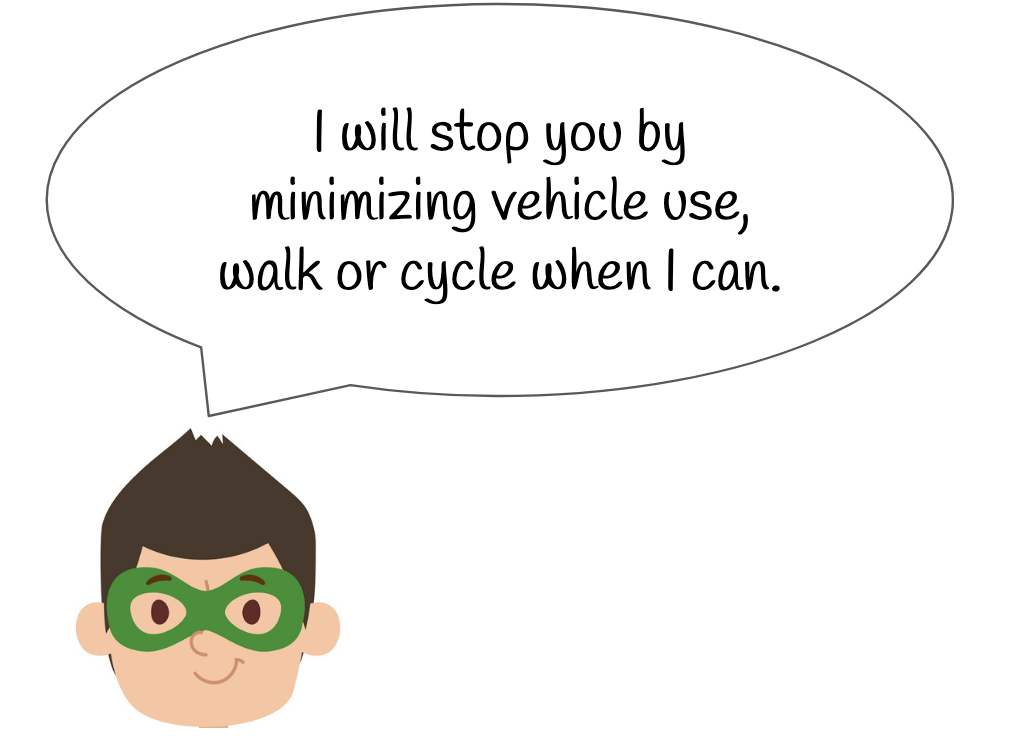 I will stop you by
minimizing vehicle use,
walk or cycle when I can.